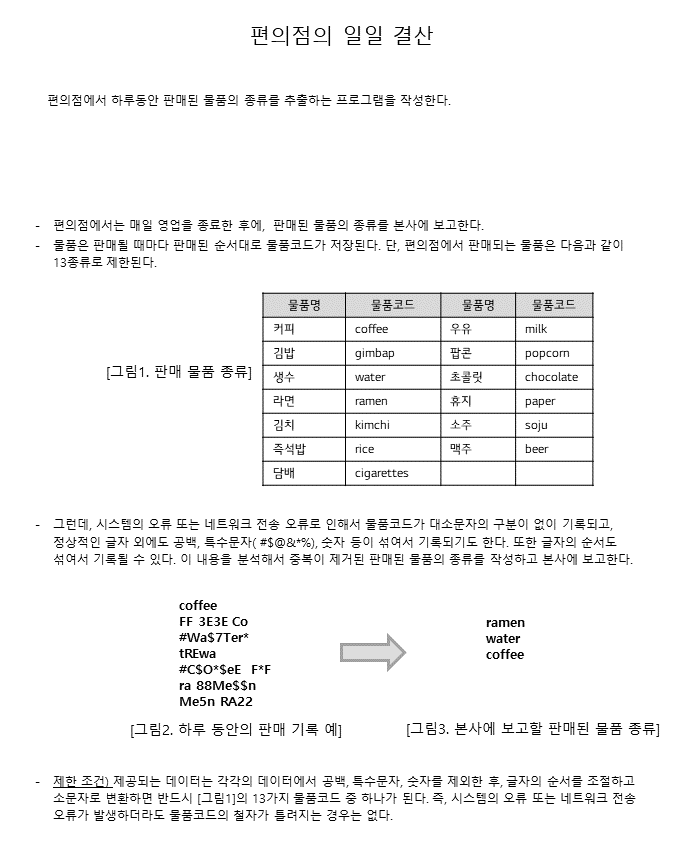 편의점의 일일 결산
편의점에서 하루동안 판매된 물품의 종류를 추출하는 프로그램을 작성한다.
- 편의점에서는 매일 영업을 종료한 후에, 판매된 물품의 종류를 본사에 보고한다.
- 물품은 판매될 때마다 판매된 순서대로 물품코드가 저장된다. 단, 편의점에서 판매되는 물품은 다음과 같이
13종류로 제한된다.
[그림1. 판매 물품 종류]
물품명 물품코드 물품명 물품코드
커피 coffee 우유 milk
김밥 gimbap 팝콘 popcorn
생수 water 초콜릿 chocolate
라면 ramen 휴지 paper
김치 kimchi 소주 soju
즉석밥 rice 맥주 beer
담배 cigarettes
- 그런데, 시스템의 오류 또는 네트워크 전송 오류로 인해서 물품코드가 대소문자의 구분이 없이 기록되고,
정상적인 글자 외에도 공백, 특수문자( #$@&*%), 숫자 등이 섞여서 기록되기도 한다. 또한 글자의 순서도
섞여서 기록될 수 있다. 이 내용을 분석해서 중복이 제거된 판매된 물품의 종류를 작성하고 본사에 보고한다.
coffee
FF 3E3E Co
#Wa$7Ter*
tREwa
#C$O*$eE F*F
ra 88Me$$n
Me5n RA22
[그림2. 하루 동안의 판매 기록 예]
ramen
water
coffee
[그림3. 본사에 보고할 판매된 물품 종류]
- 제한 조건) 제공되는 데이터는 각각의 데이터에서 공백, 특수문자, 숫자를 제외한 후, 글자의 순서를 조절하고
소문자로 변환하면 반드시 [그림1]의 13가지 물품코드 중 하나가 된다. 즉, 시스템의 오류 또는 네트워크 전송
오류가 발생하더라도 물품코드의 철자가 틀려지는 경우는 없다.